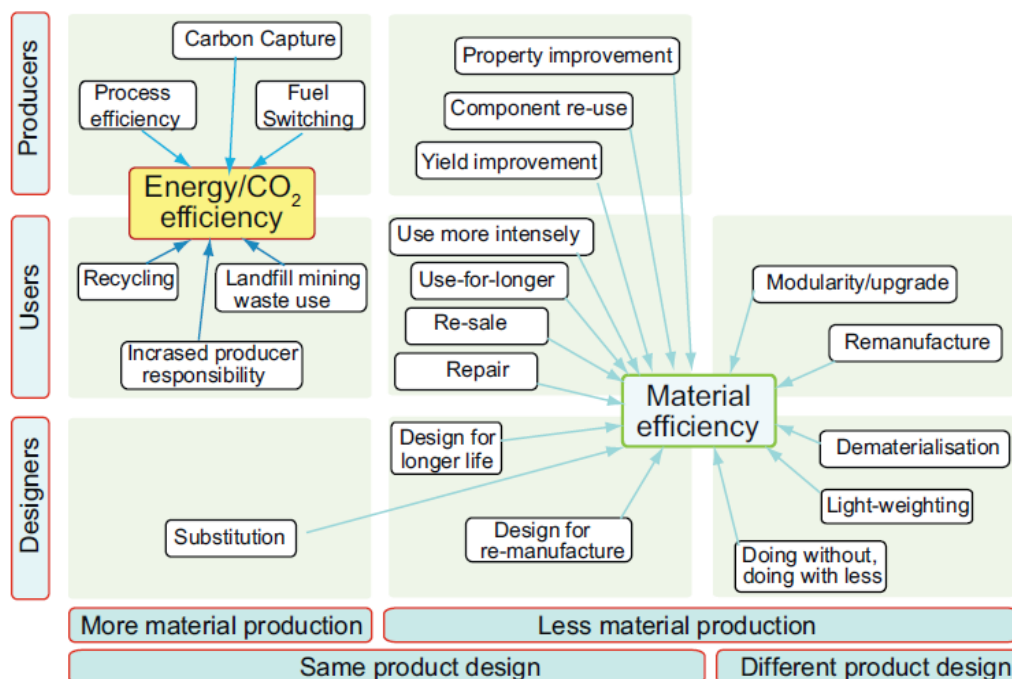 Producers
Carbon Capture
Process
efficiency
Fuel
Switching
Energy/CO₂
efficiency
Property improvement
Component re-use
Yield improvement
Users
Recycling
Landfill mining
waste use
Incrased producer
responsibility
Use more intensely
Use-for-longer
Re-sale
Repair
Modularity/upgrade
Remanufacture
Material
efficiency
Designers
Substitution
Design for
longer life
Design for
re-manufacture
Dematerialisation
Light-weighting
Doing without,
doing with less
More material production
Less material production
Same product design
Different product design